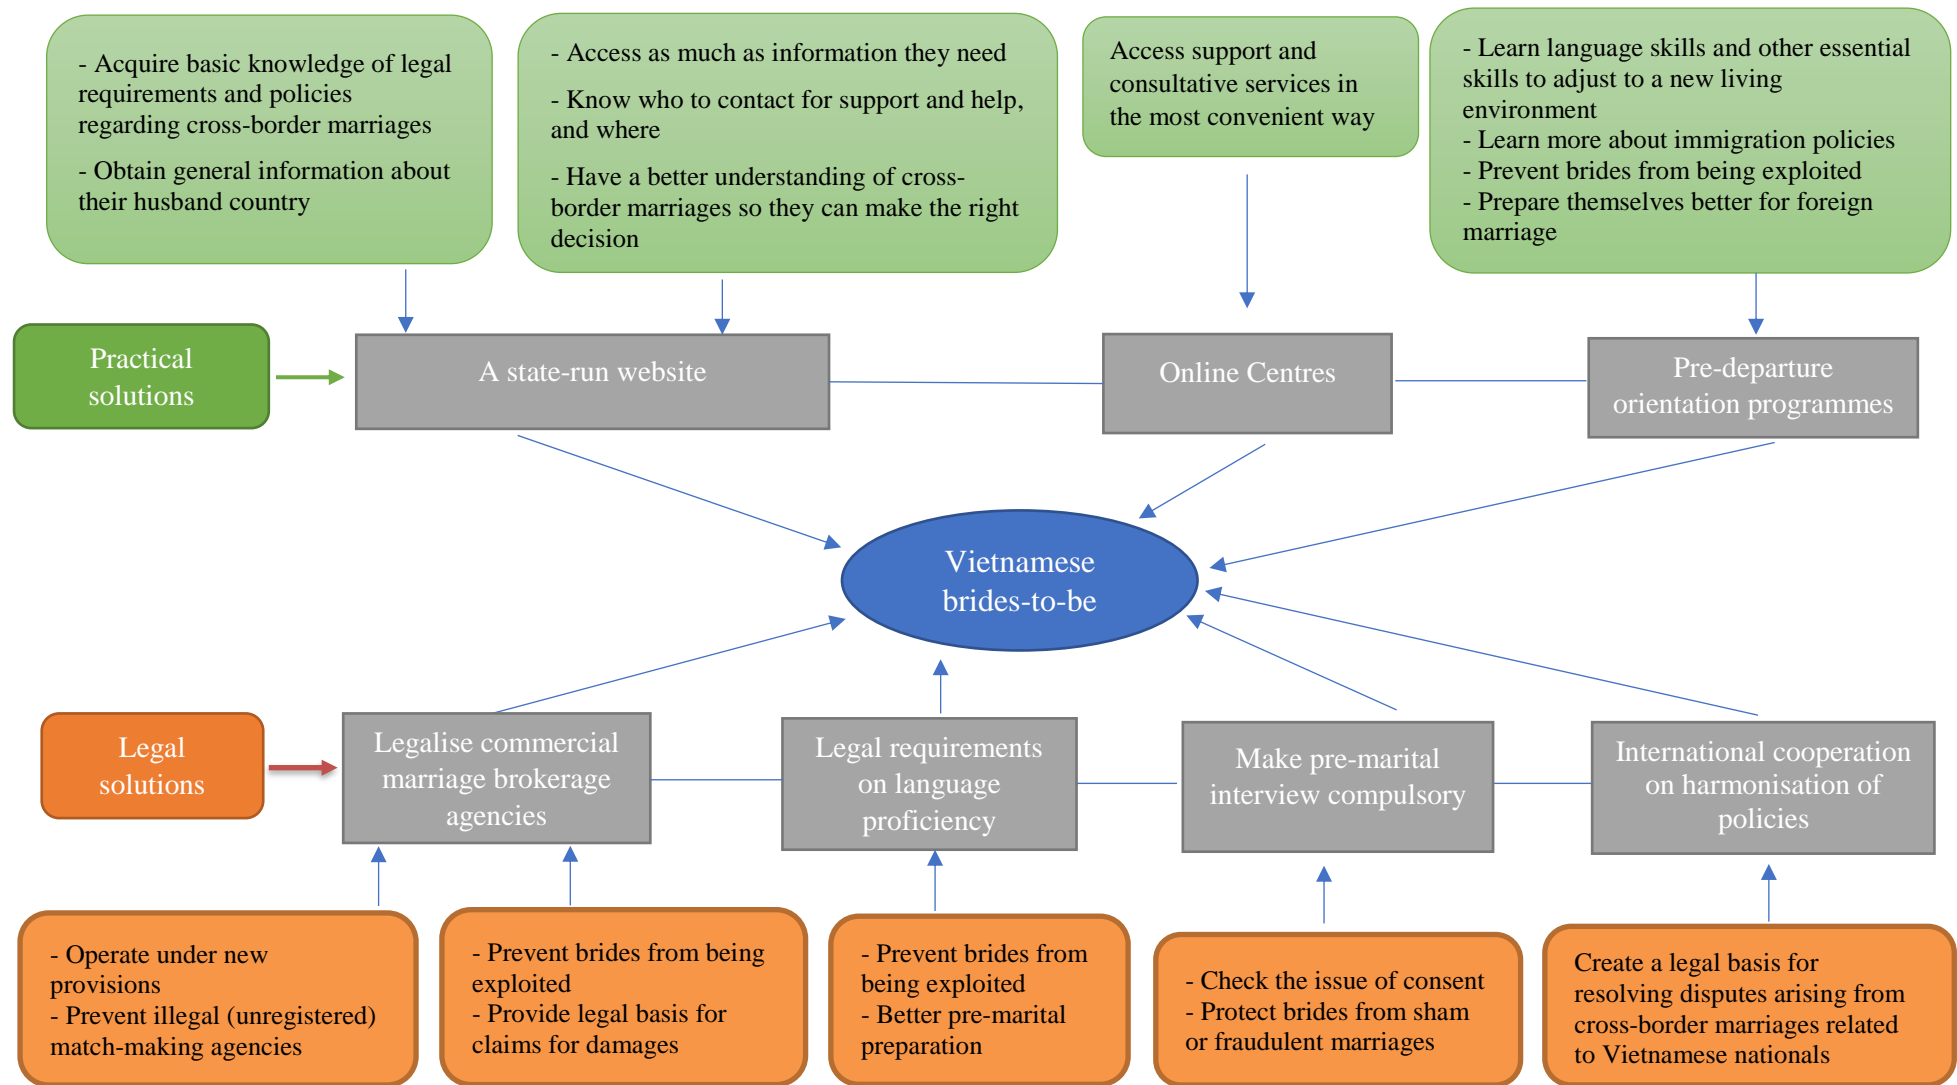 - Acquire basic knowledge of legal
requirements and policies
regarding cross-border marriages
- Obtain general information about
their husband country
- Access as much as information they need
- Know who to contact for support and help,
and where
- Have a better understanding of cross-
border marriages so they can make the right
decision
Access support and
consultative services in
the most convenient way
- Learn language skills and other essential
skills to adjust to a new living
environment
- Learn more about immigration policies
- Prevent brides from being exploited
- Prepare themselves better for foreign
marriage
Practical
solutions
A state-run website
Online Centres
Pre-departure
orientation programmes
Vietnamese
brides-to-be
Legal
solutions
Legalise commercial
marriage brokerage
agencies
Legal requirements
on language
proficiency
Make pre-marital
interview compulsory
International cooperation
on harmonisation of
policies
- Operate under new
provisions
- Prevent illegal (unregistered)
match-making agencies
- Prevent brides from being
exploited
- Provide legal basis for
claims for damages
- Prevent brides from
being exploited
- Better pre-marital
preparation
- Check the issue of consent
- Protect brides from sham
or fraudulent marriages
Create a legal basis for
resolving disputes arising from
cross-border marriages related
to Vietnamese nationals